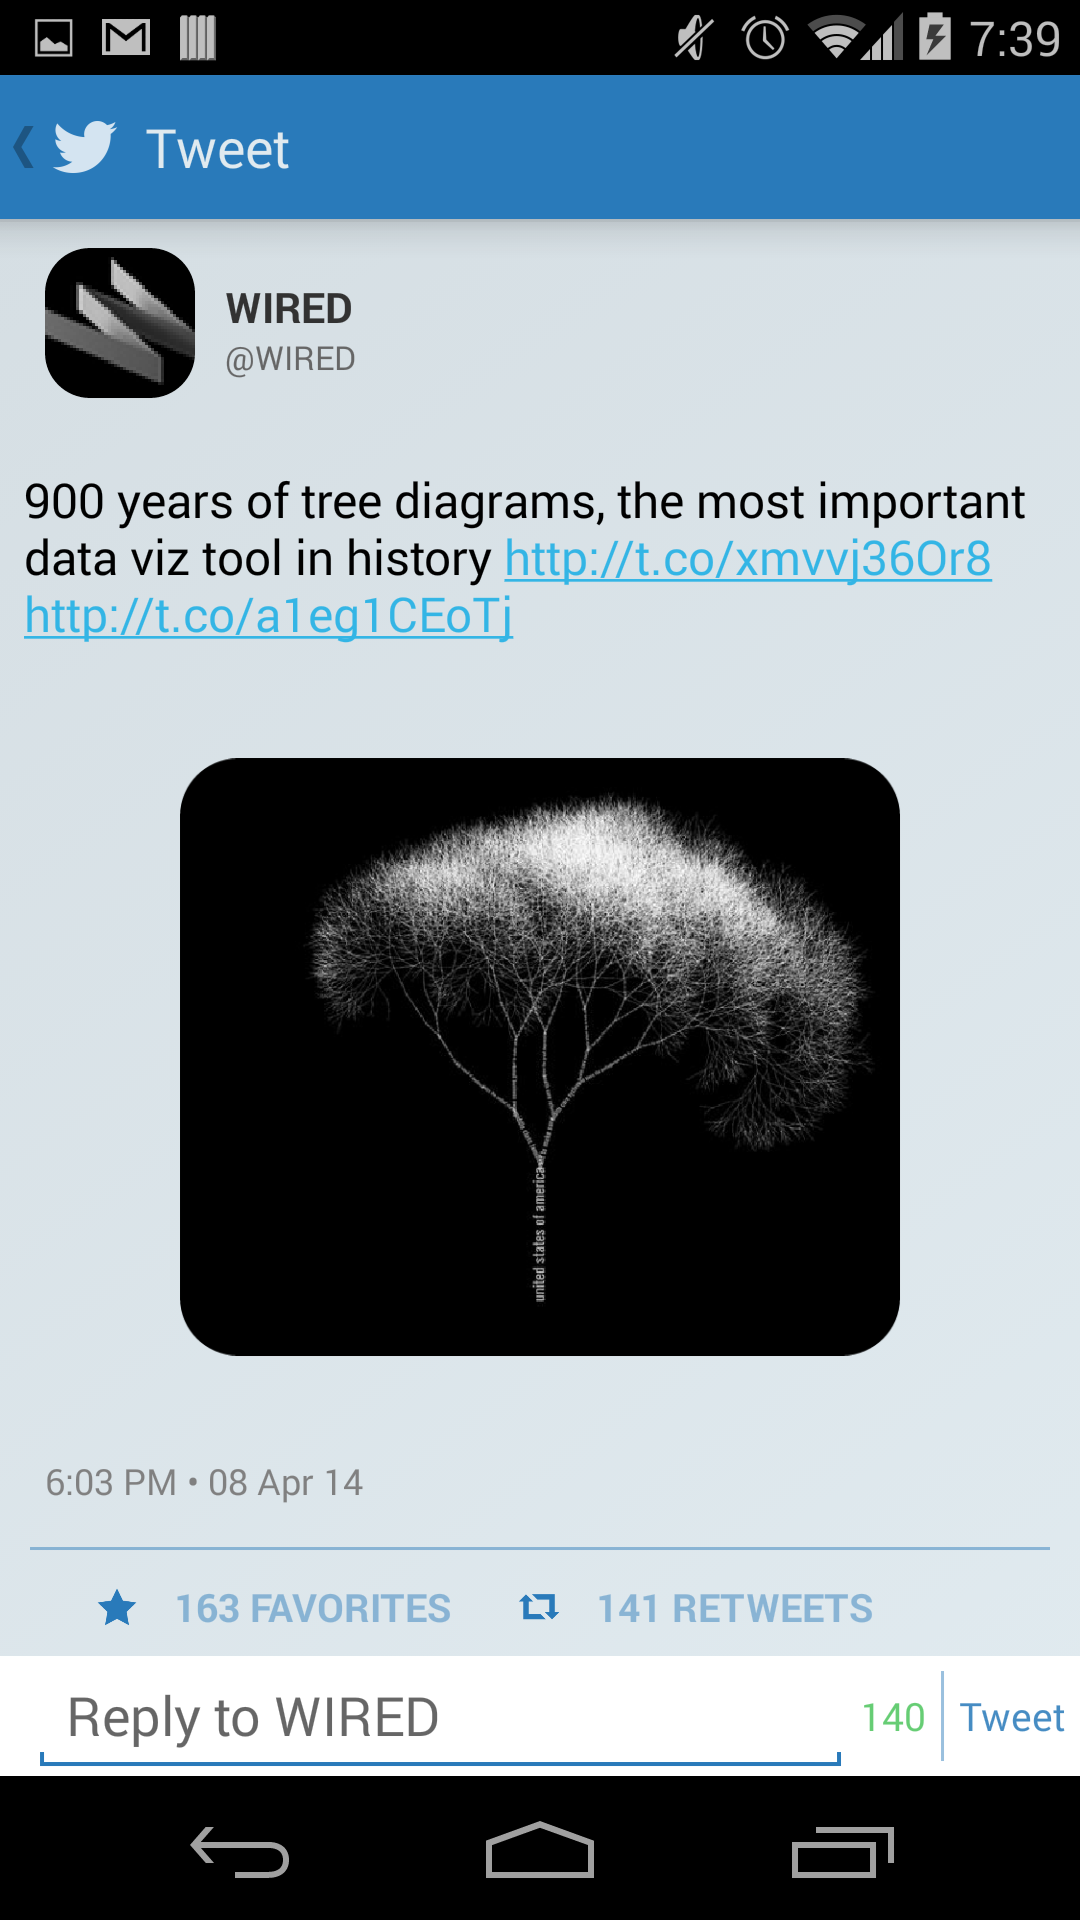 7:39
Tweet
WIRED
@WIRED
900 years of tree diagrams, the most important
data viz tool in history http://t.co/xmvvj36Or8
http://t.co/a1eg1CEoTj
united states of america
6:03 PM • 08 Apr 14
163 FAVORITES 141 RETWEETS
Reply to WIRED 140 Tweet